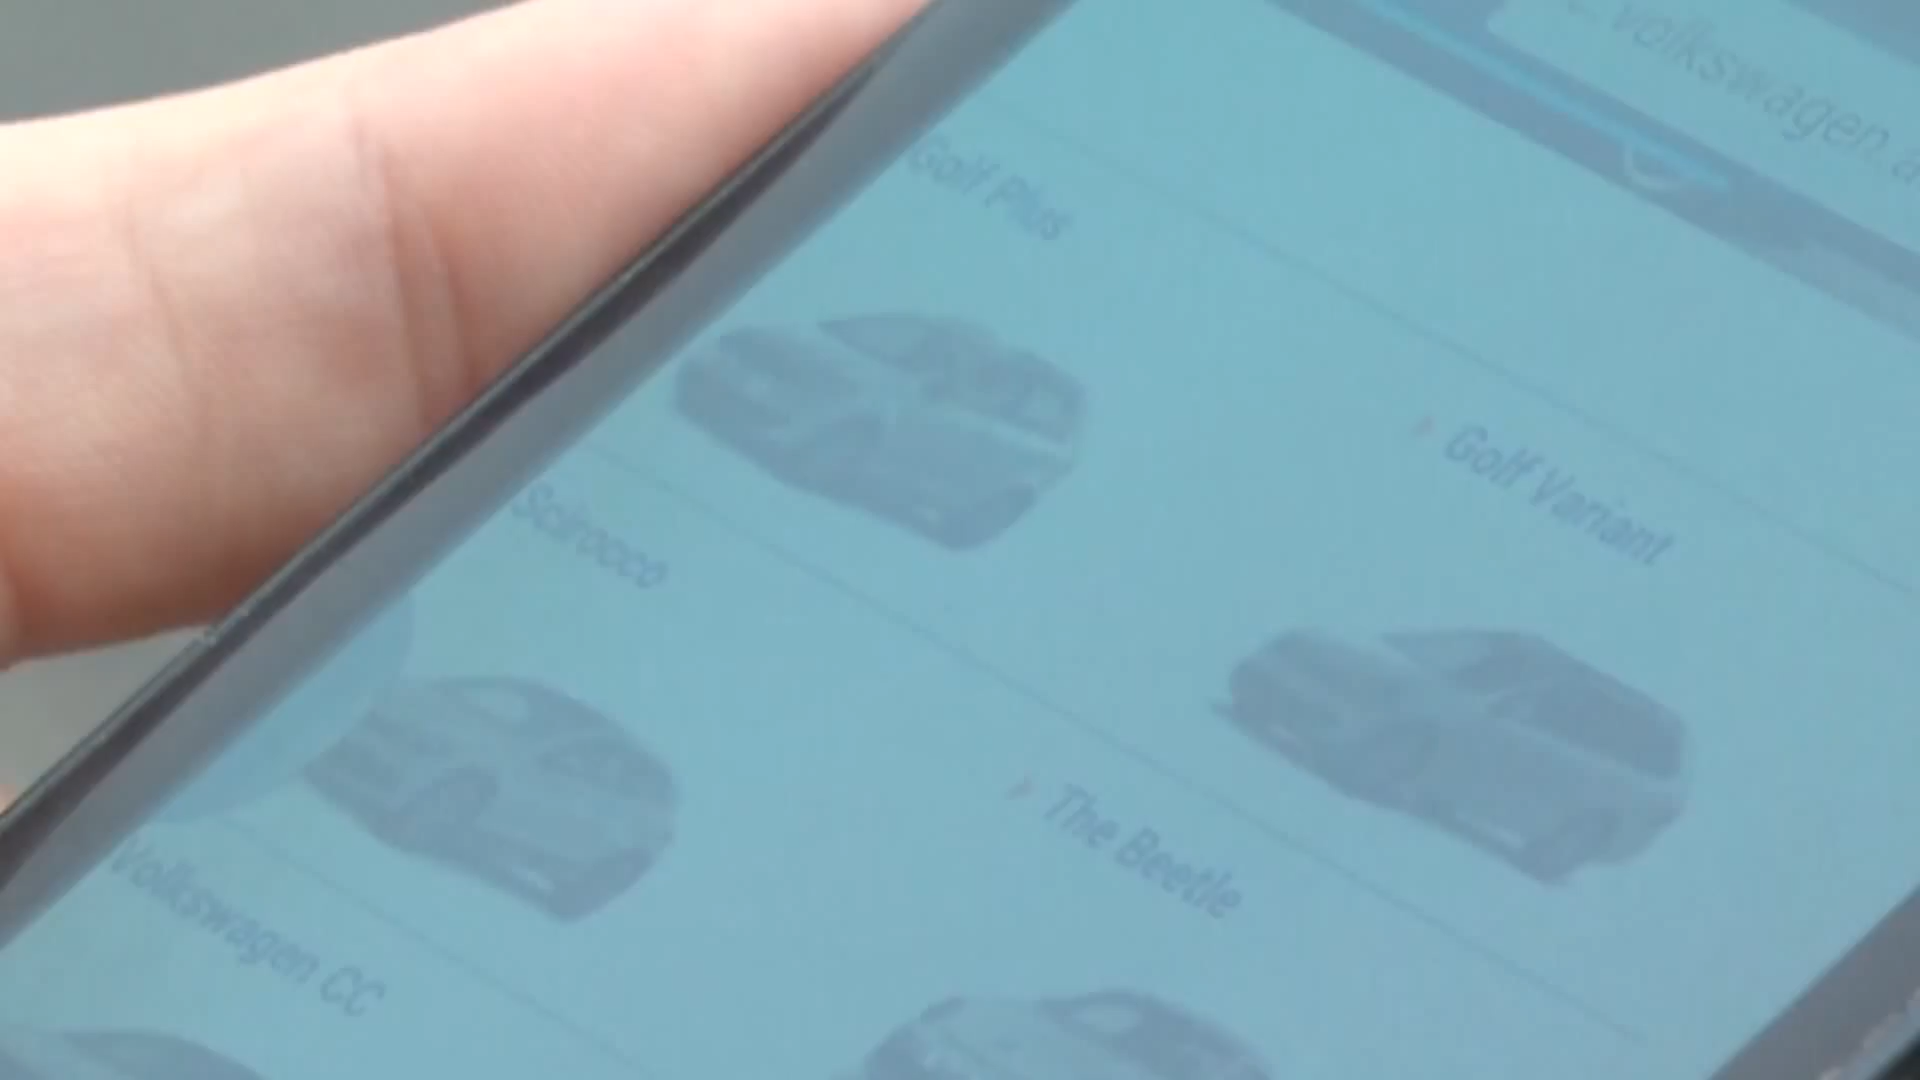 volkswagen.a
Golf Plus
Golf Variant
Scirocco
The Beetle
Volkswagen CC